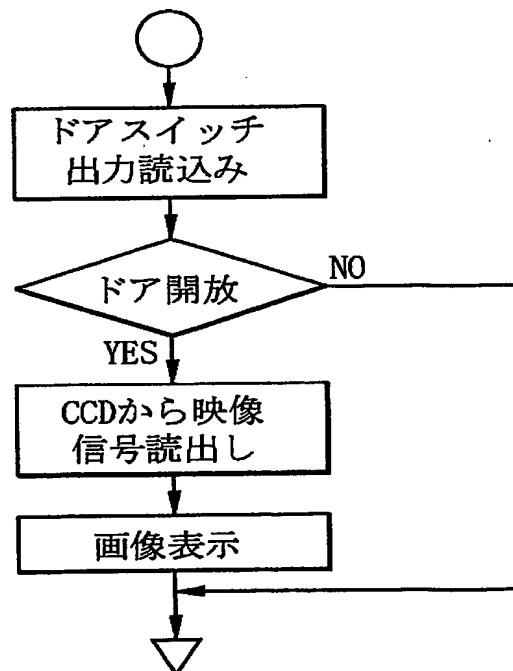 ドアスイッチ
出力読込み
ドア開放
NO
YES
CCDから映像
信号読出し
画像表示